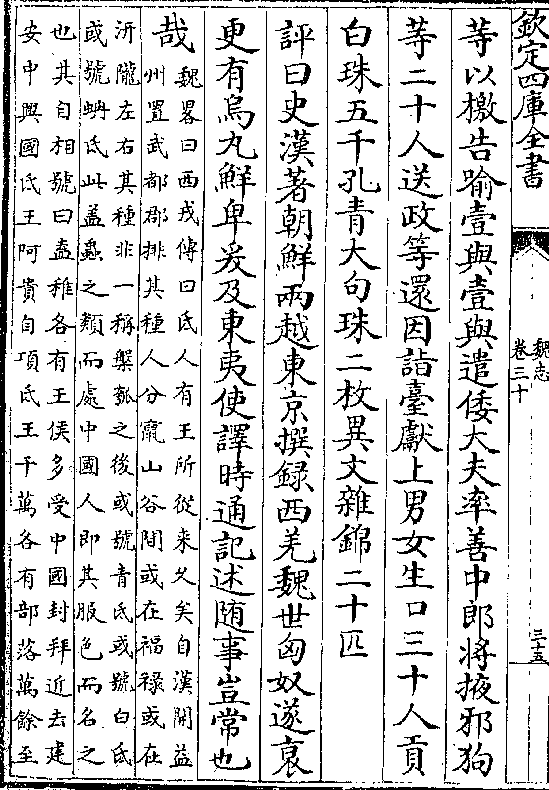 欽定四庫全書
魏志
卷三十
三十五
等以檄告喻壹與壹與遣倭大夫率善中郎將掖邪狗
等二十人送政等還因詣臺獻上男女生口三十人貢
白珠五千孔青大句珠二枚異文雜錦二十匹
評曰史漢著朝鮮兩越東京撰録西羌魏世匈奴遂衰
更有烏丸鮮卑爰及東夷使譯時通記述随事豈常也
哉
魏畧曰西戎傳曰氐人有王所從来久矣自漢開益
州置武都郡排其種人分竄山谷間或在福禄或在
汧隴左右其種非一稱槃瓠之後或號青氐或號白氐
或號蚺氐此盖蟲之類而處中國人即其服色而名之
也其自相號曰盍稚各有王侯多受中國封拜近去建
安中興國氐王阿貴自項氐王千萬各有部落萬餘至